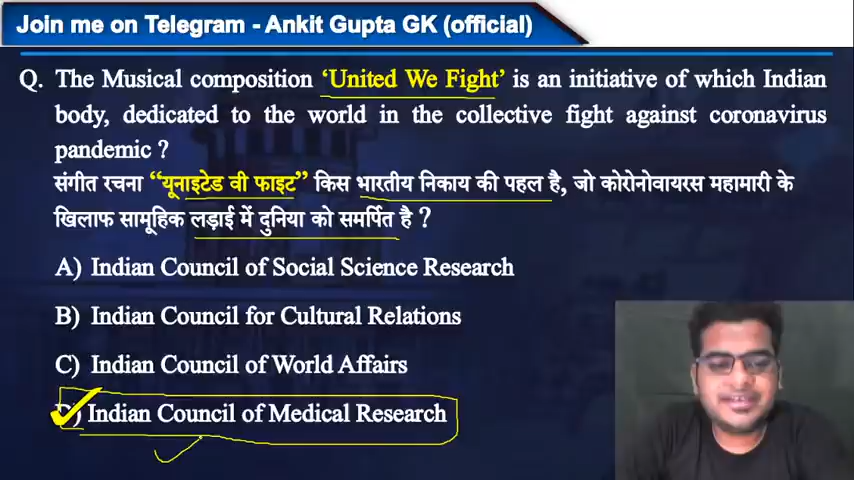 Join me on Telegram - Ankit Gupta GK (official)
Q. The Musical composition ‘United We Fight’ is an initiative of which Indian
body, dedicated to the world in the collective fight against coronavirus
pandemic ?
संगीत रचना “यूनाइटेड वी फाइट” किस भारतीय निकाय की पहल है, जो कोरोनोवायरस महामारी के
खिलाफ सामूहिक लड़ाई में दुनिया को समर्पित है ?
A) Indian Council of Social Science Research
B) Indian Council for Cultural Relations
C) Indian Council of World Affairs
D) Indian Council of Medical Research